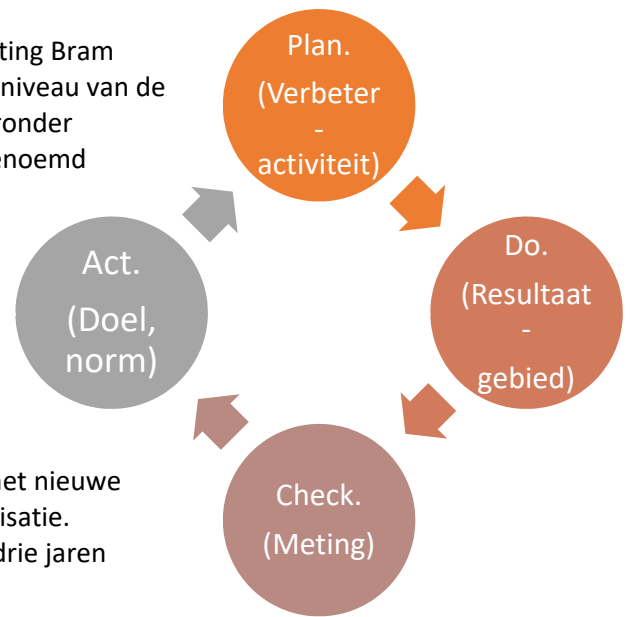 ting Bram
niveau van de
ronder
enoemd
Plan.
(Verbeter
-
activiteit)
Do.
(Resultaat
-
gebied)
Check.
(Meting)
Act.
(Doel,
norm)
et nieuwe
isatie.
drie jaren